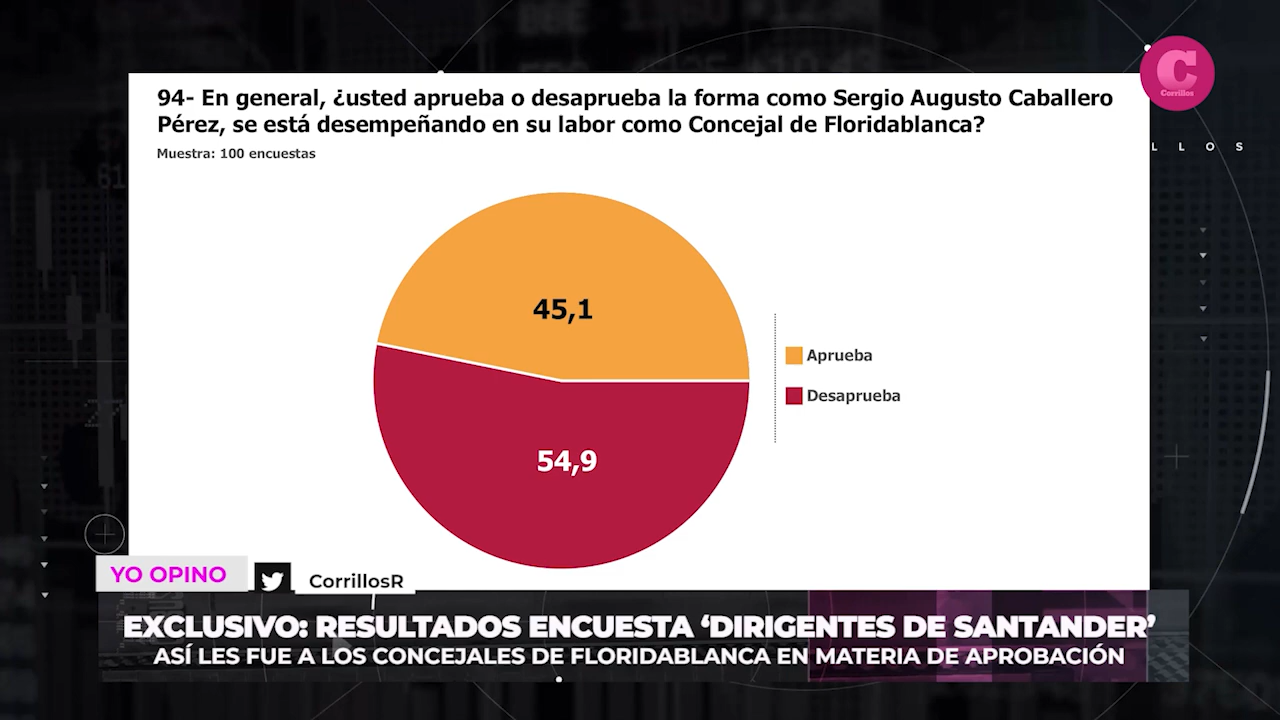 C
Corrillos
L L O S
94- En general, ¿usted aprueba o desaprueba la forma como Sergio Augusto Caballero
Pérez, se está desempeñando en su labor como Concejal de Floridablanca?
Muestra: 100 encuestas
45,1
54,9
Aprueba
Desaprueba
YO OPINO
CorrillosR
EXCLUSIVO: RESULTADOS ENCUESTA ‘DIRIGENTES DE SANTANDER’
ASÍ LES FUE A LOS CONCEJALES DE FLORIDABLANCA EN MATERIA DE APROBACIÓN